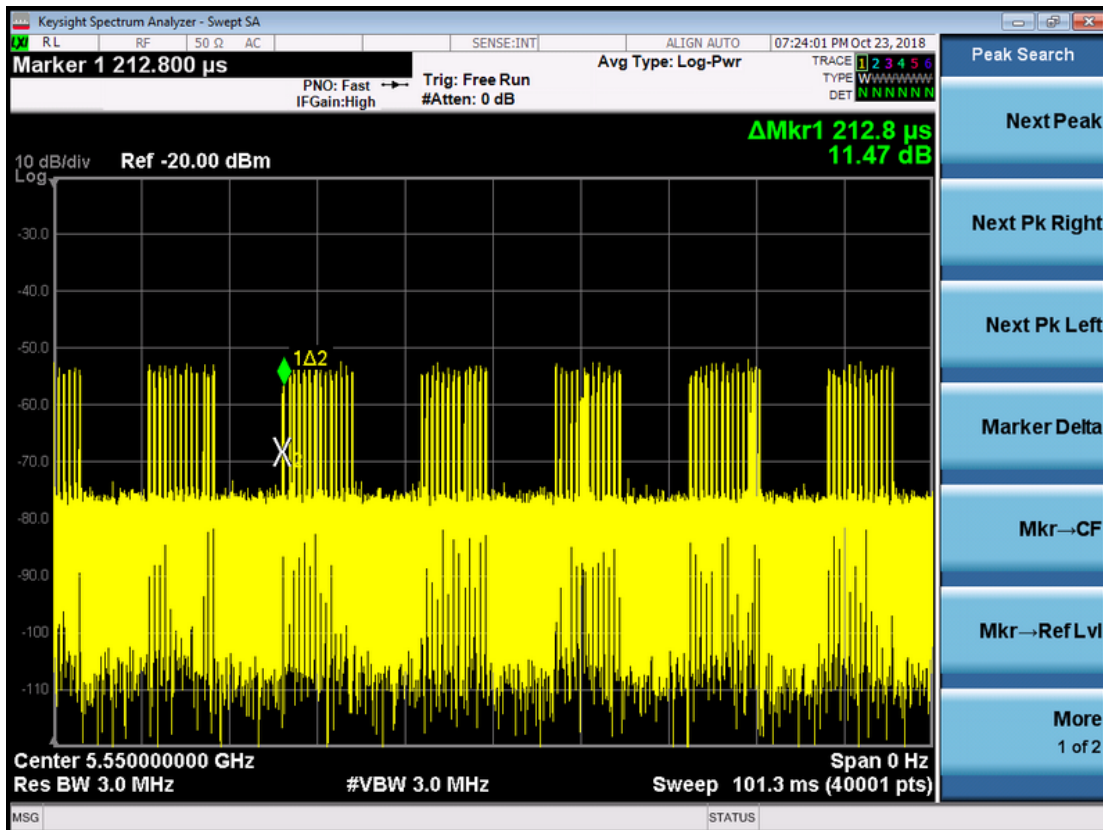 Keysight Spectrum Analyzer - Swept SA
LXI RL RF 50 Ω AC SENSE:INT ALIGN AUTO 07:24:01 PM Oct 23, 2018
Marker 1 212.800 µs
PNO: Fast
IFGain:High
Trig: Free Run
#Atten: 0 dB
Avg Type: Log-Pwr
TRACE 1 2 3 4 5 6
TYPE WWWWWWW
DET N N N N N N
ΔMkr1 212.8 µs
11.47 dB
10 dB/div Ref -20.00 dBm
Log
-30.0
-40.0
-50.0
-60.0
-70.0
-80.0
-90.0
-100
-110
1Δ2
2
Center 5.550000000 GHz Span 0 Hz
Res BW 3.0 MHz #VBW 3.0 MHz Sweep 101.3 ms (40001 pts)
MSG STATUS
Peak Search
Next Peak
Next Pk Right
Next Pk Left
Marker Delta
Mkr→CF
Mkr→Ref Lvl
More
1 of 2